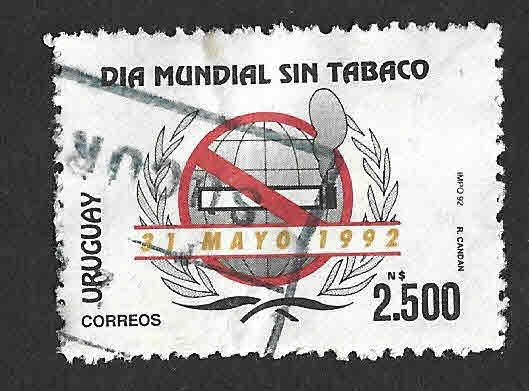 DIA MUNDIAL SIN TABACO
31 MAYO 1992
URUGUAY
CORREOS
N$
2.500
IMPO 92
R. CANDAN